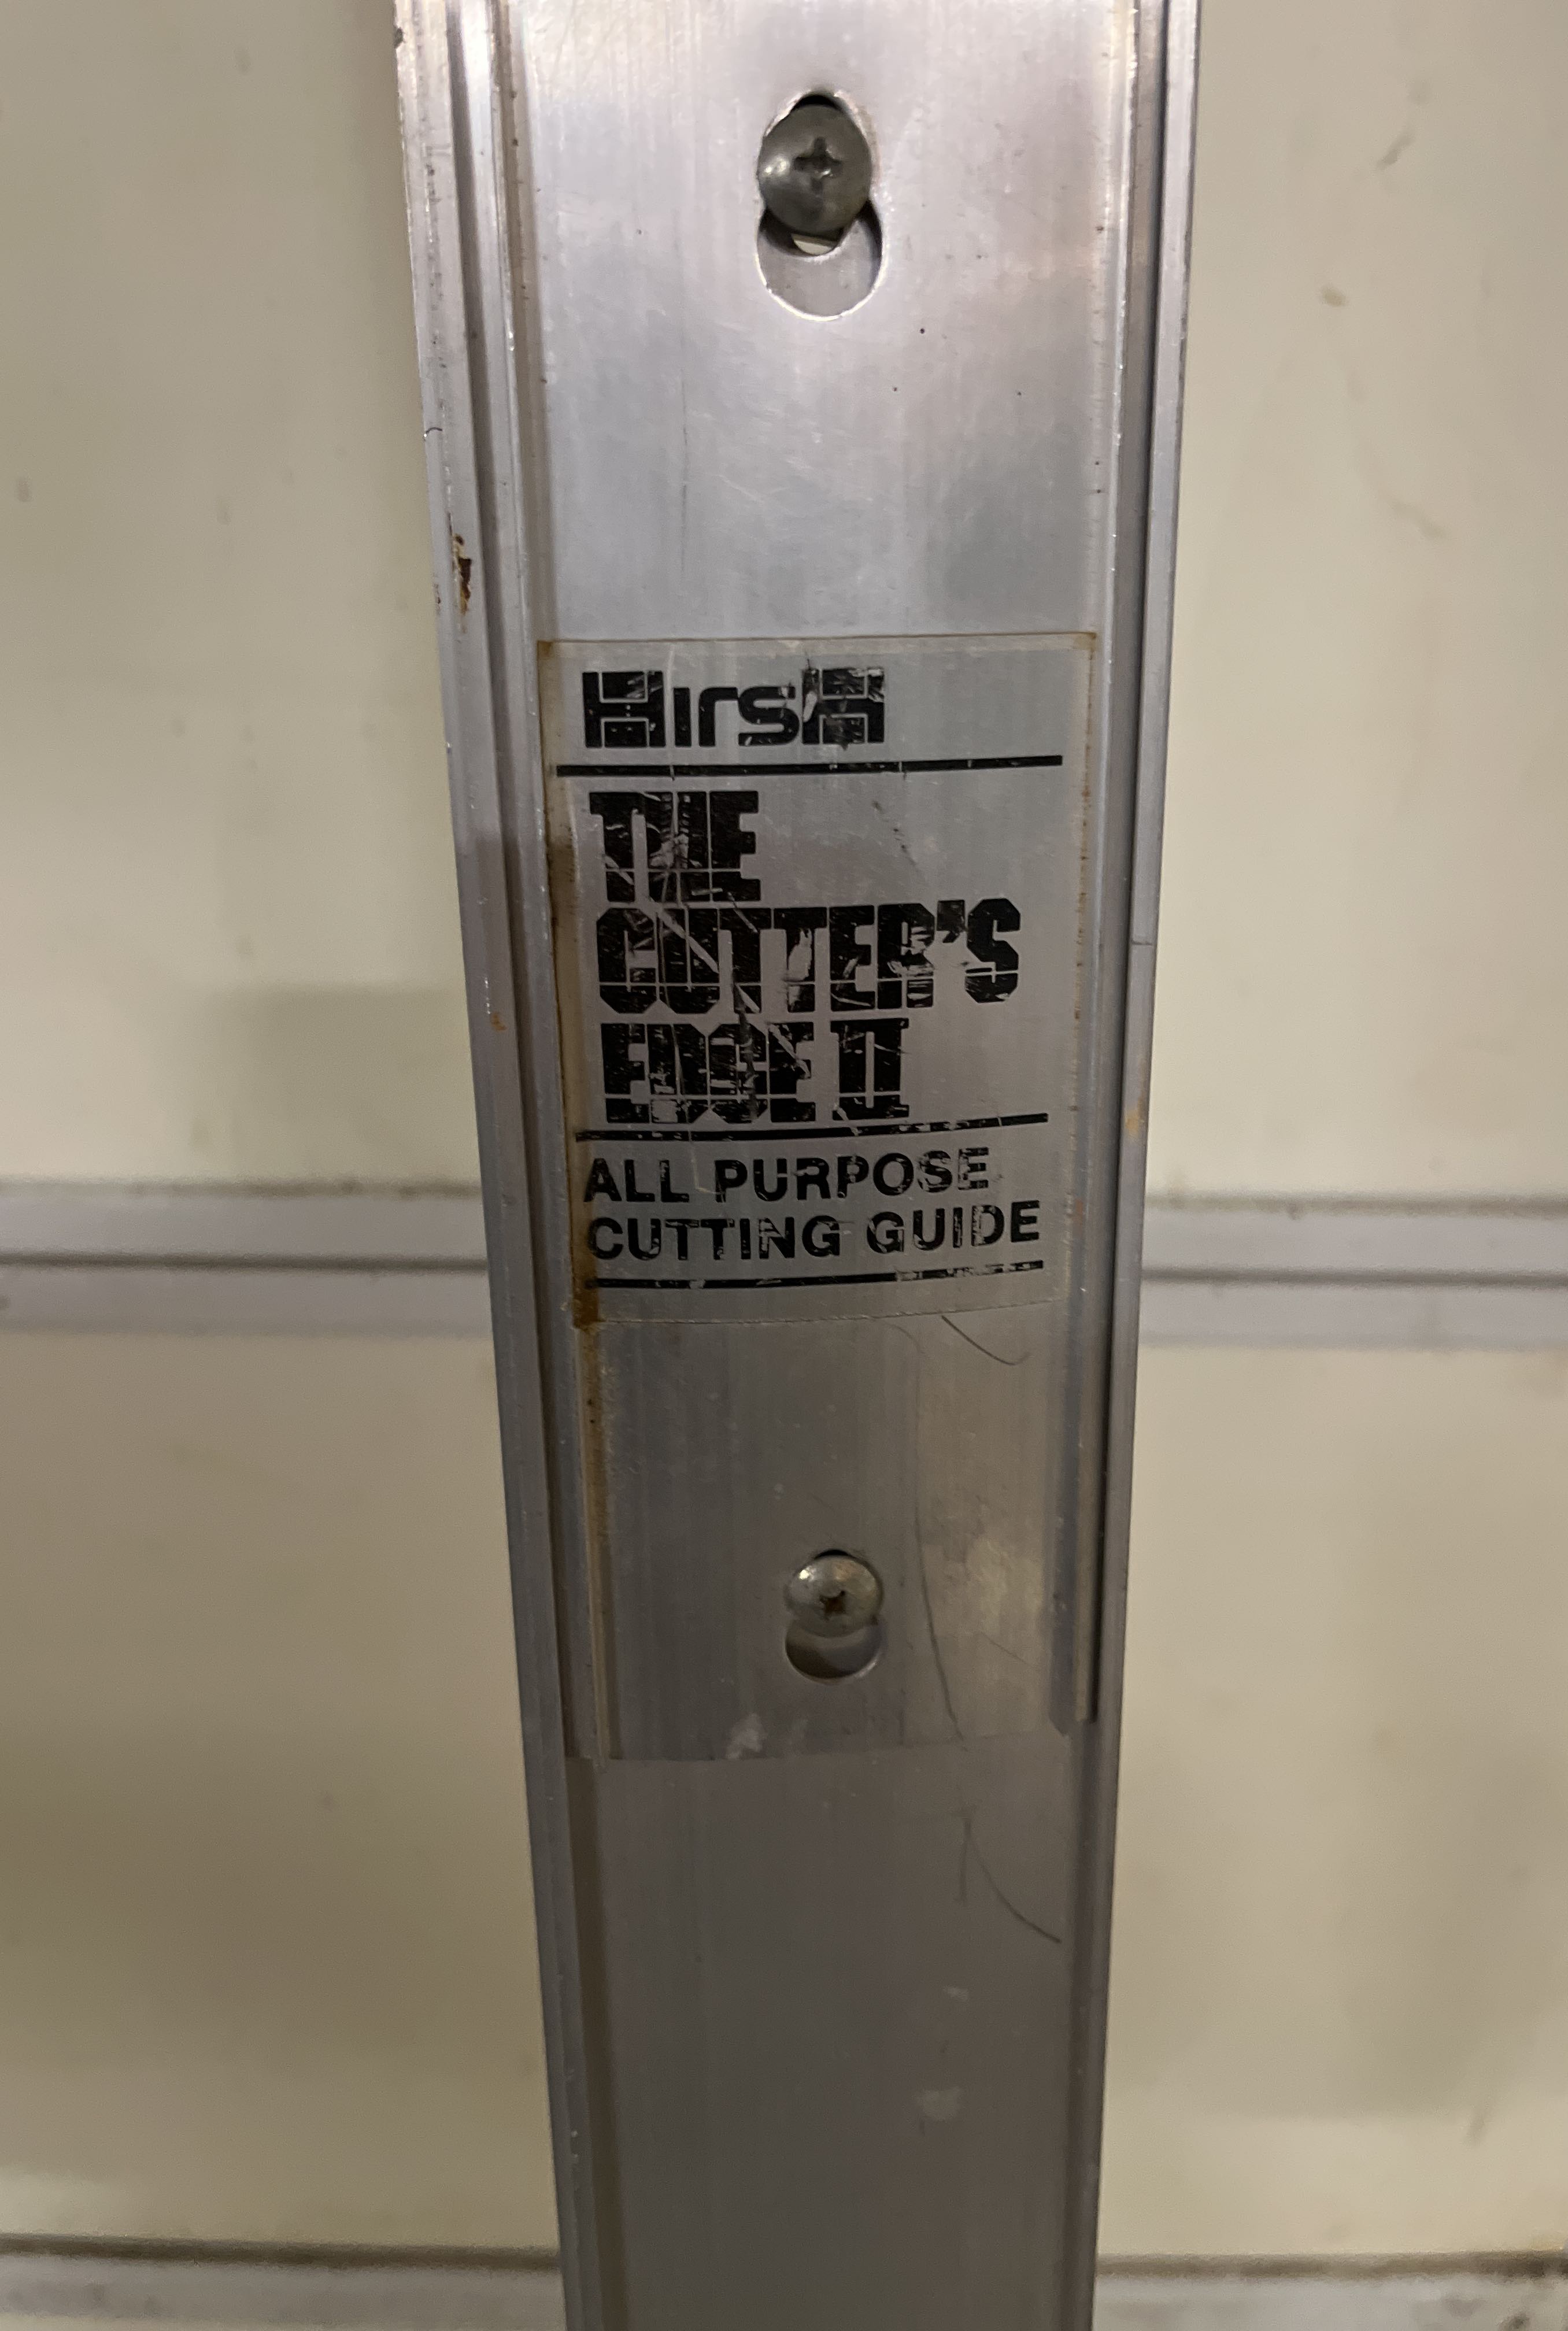 HirsH
THE
CUTTER'S
EDGE II
ALL PURPOSE
CUTTING GUIDE